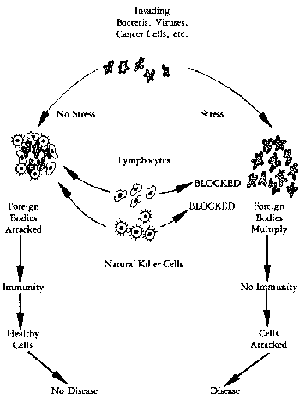 Invading
Bacteria, Viruses,
Cancer Cells, etc.
No Stress
Stress
Lymphocytes
BLOCKED
BLOCKED
Foreign
Bodies
Attacked
Foreign
Bodies
Multiply
Natural Killer Cells
Immunity
No Immunity
Healthy
Cells
Cells
Attacked
No Disease
Disease